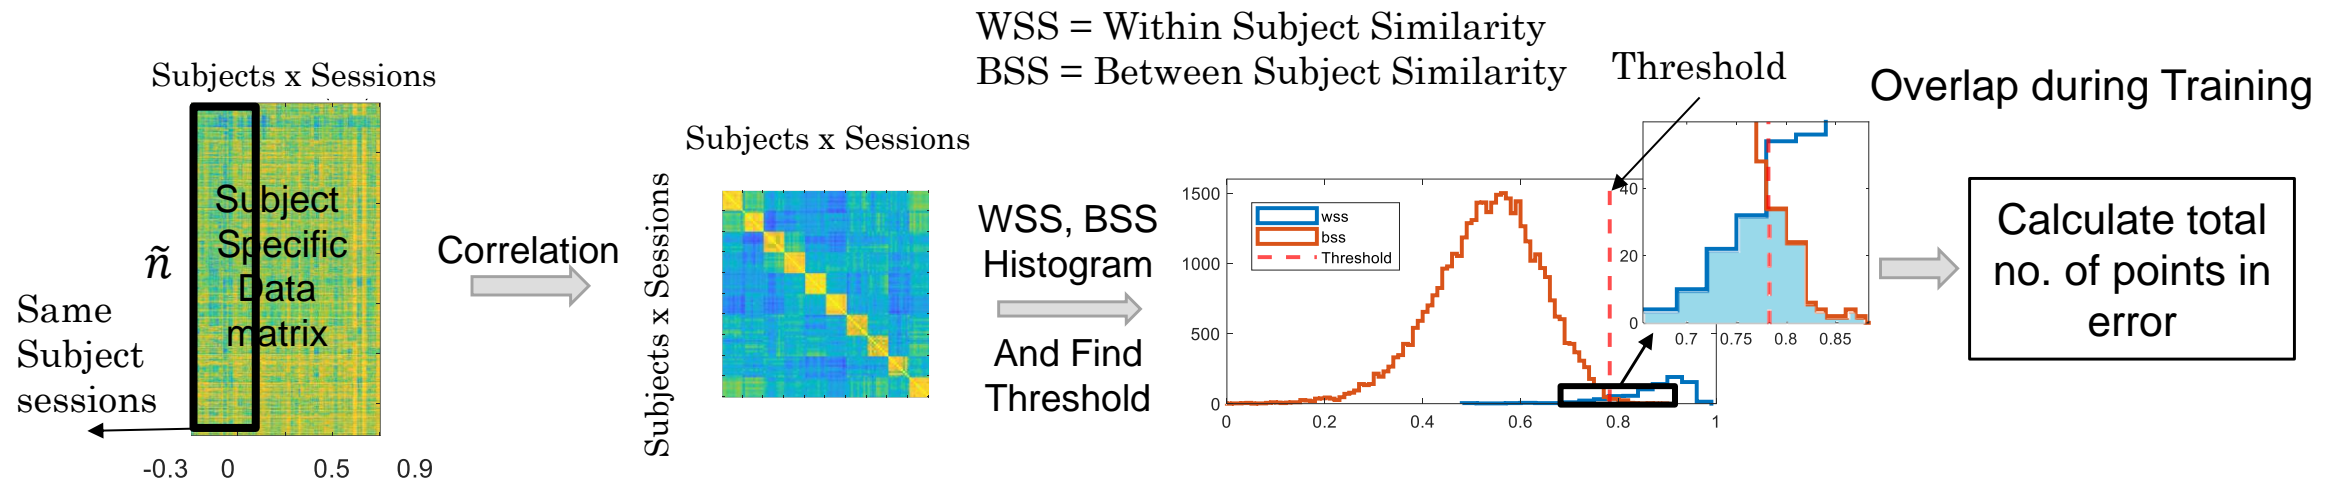 Subjects x Sessions
Subject
Specific
Data
matrix
ñ
Same
Subject
sessions
-0.3 0 0.5 0.9
Correlation
Subjects x Sessions
Subjects x Sessions
WSS, BSS
Histogram
And Find
Threshold
WSS = Within Subject Similarity
BSS = Between Subject Similarity
Threshold
1500
1000
500
0
0 0.2 0.4 0.6 0.8 1
wss
bss
Threshold
40
20
0
0.7 0.75 0.8 0.85
Overlap during Training
Calculate total
no. of points in
error